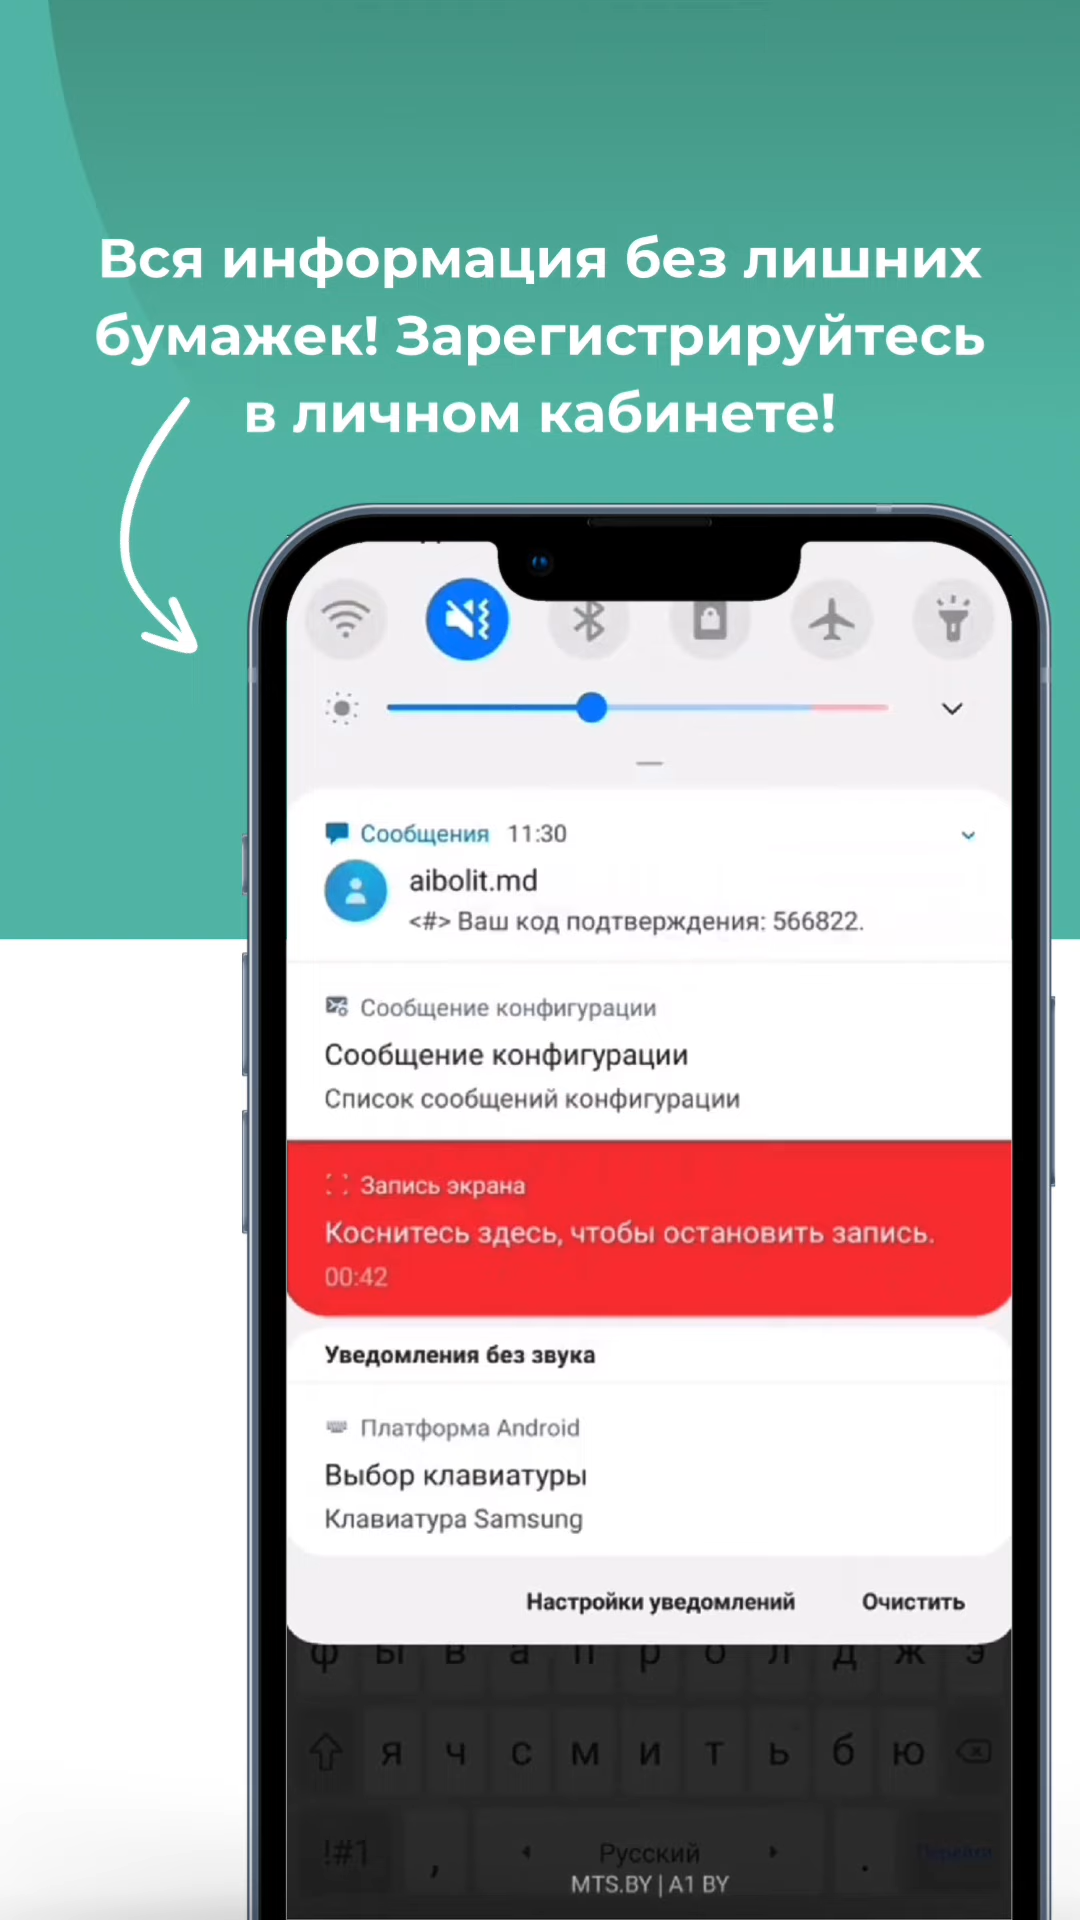 Вся информация без лишних
бумажек! Зарегистрируйтесь
в личном кабинете!
Сообщения 11:30
aibolit.md
<#> Ваш код подтверждения: 566822.
Сообщение конфигурации
Сообщение конфигурации
Список сообщений конфигурации
Запись экрана
Коснитесь здесь, чтобы остановить запись.
00:42
Уведомления без звука
Платформа Android
Выбор клавиатуры
Клавиатура Samsung
Настройки уведомлений Очистить
ф ы в а п р о л д ж э
я ч с м и т ь б ю
!#1 , Русский . Перейти
MTS.BY | A1 BY